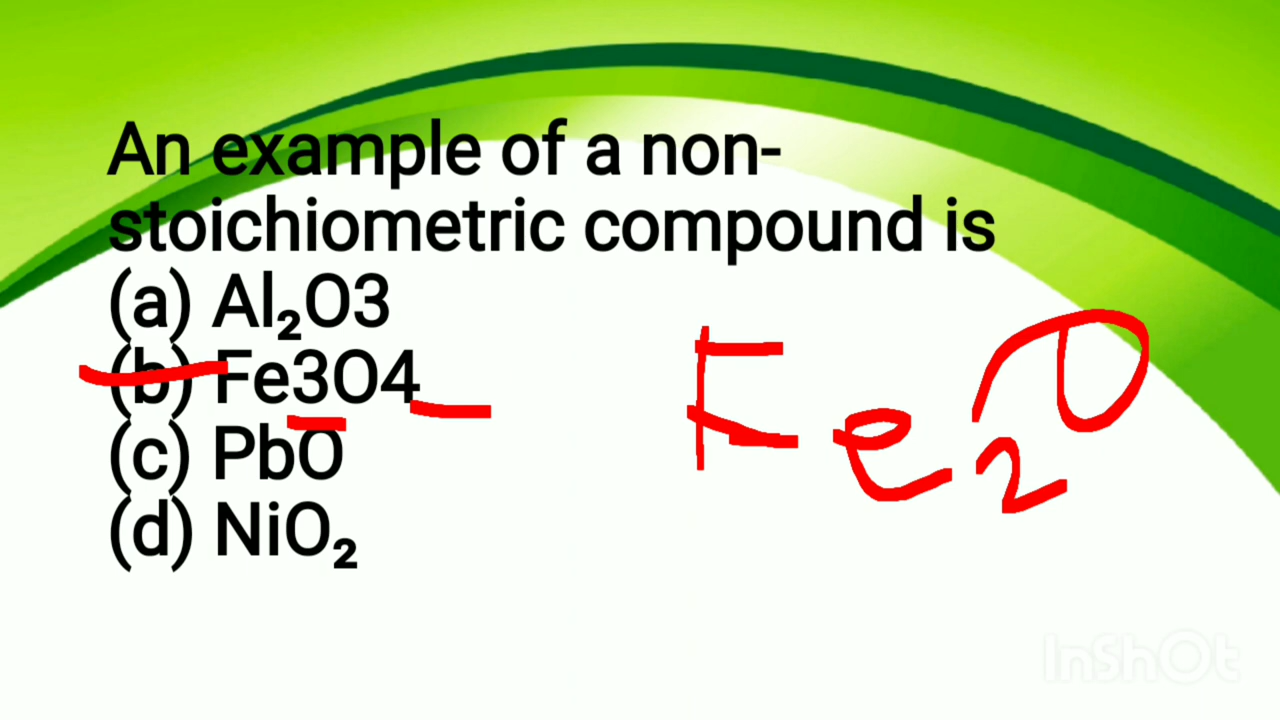 An example of a non-
stoichiometric compound is
(a) Al₂O3
(b) Fe3O4
(c) PbO
(d) NiO₂
Fe₂O
InShOt